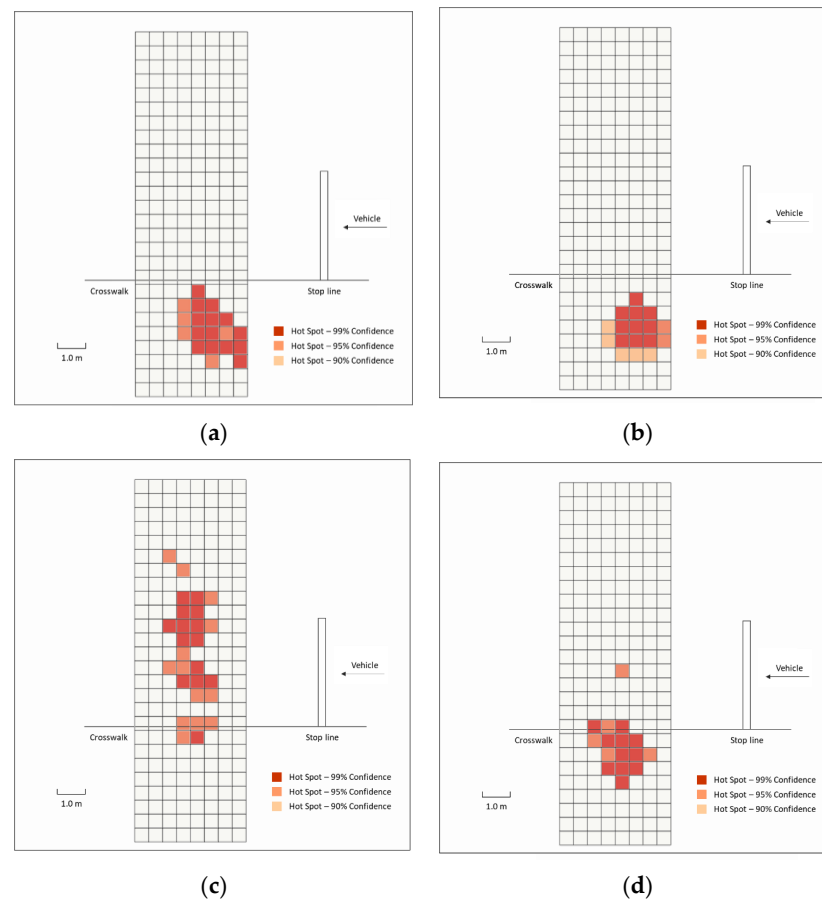 Vehicle
Crosswalk
Stop line
Hot Spot – 99% Confidence
Hot Spot – 95% Confidence
Hot Spot – 90% Confidence
1.0 m
(a)
Vehicle
Crosswalk
Stop line
Hot Spot – 99% Confidence
Hot Spot – 95% Confidence
Hot Spot – 90% Confidence
1.0 m
(b)
Vehicle
Crosswalk
Stop line
Hot Spot – 99% Confidence
Hot Spot – 95% Confidence
Hot Spot – 90% Confidence
1.0 m
(c)
Vehicle
Crosswalk
Stop line
Hot Spot – 99% Confidence
Hot Spot – 95% Confidence
Hot Spot – 90% Confidence
1.0 m
(d)